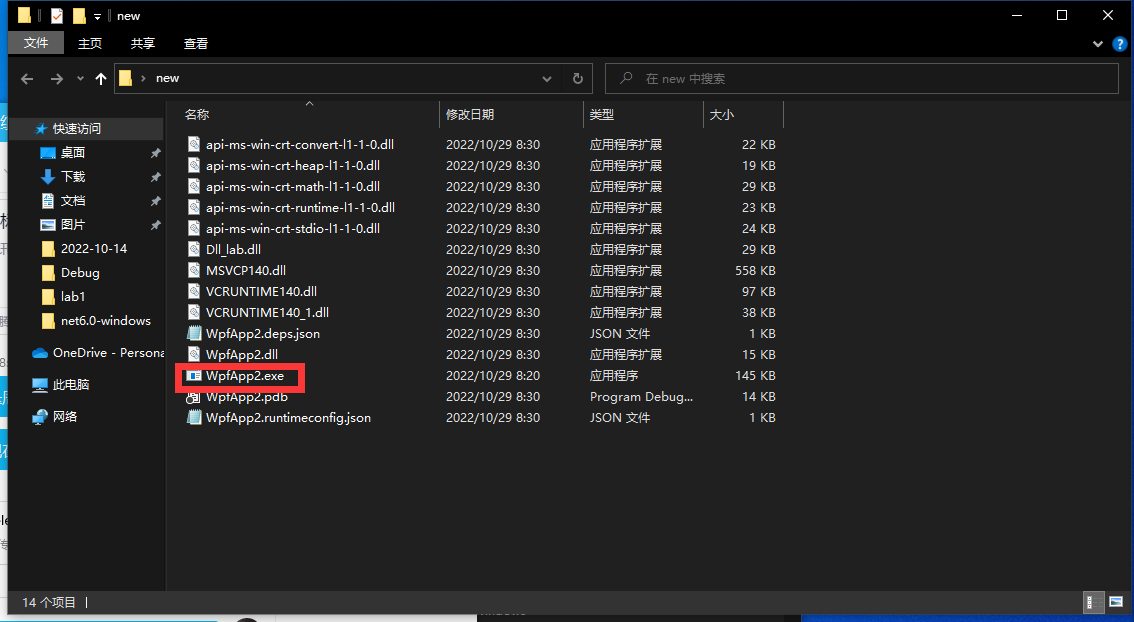 new
文件 主页 共享 查看
new 在 new 中搜索
名称 修改日期 类型 大小
快速访问
桌面
下载
文档
图片
2022-10-14
Debug
lab1
net6.0-windows
OneDrive - Persona
此电脑
网络
api-ms-win-crt-convert-l1-1-0.dll 2022/10/29 8:30 应用程序扩展 22 KB
api-ms-win-crt-heap-l1-1-0.dll 2022/10/29 8:30 应用程序扩展 19 KB
api-ms-win-crt-math-l1-1-0.dll 2022/10/29 8:30 应用程序扩展 29 KB
api-ms-win-crt-runtime-l1-1-0.dll 2022/10/29 8:30 应用程序扩展 23 KB
api-ms-win-crt-stdio-l1-1-0.dll 2022/10/29 8:30 应用程序扩展 24 KB
Dll_lab.dll 2022/10/29 8:30 应用程序扩展 29 KB
MSVCP140.dll 2022/10/29 8:30 应用程序扩展 558 KB
VCRUNTIME140.dll 2022/10/29 8:30 应用程序扩展 97 KB
VCRUNTIME140_1.dll 2022/10/29 8:30 应用程序扩展 38 KB
WpfApp2.deps.json 2022/10/29 8:30 JSON 文件 1 KB
WpfApp2.dll 2022/10/29 8:30 应用程序扩展 15 KB
WpfApp2.exe 2022/10/29 8:20 应用程序 145 KB
WpfApp2.pdb 2022/10/29 8:30 Program Debug... 14 KB
WpfApp2.runtimeconfig.json 2022/10/29 8:30 JSON 文件 1 KB
14 个项目